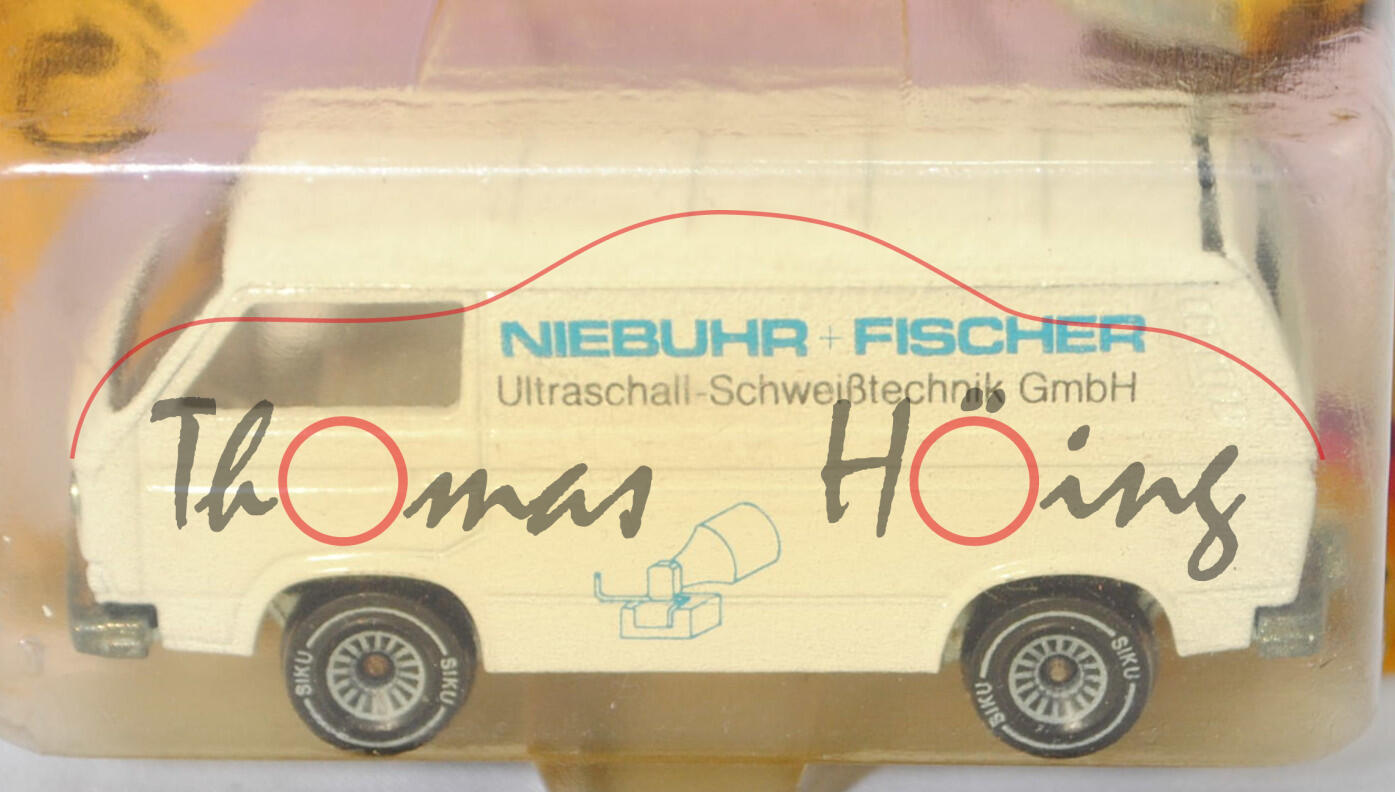 NIEBUHR + FISCHER
Ultraschall-Schweißtechnik GmbH
Thomas Höing
SIKU SIKU SIKU SIKU